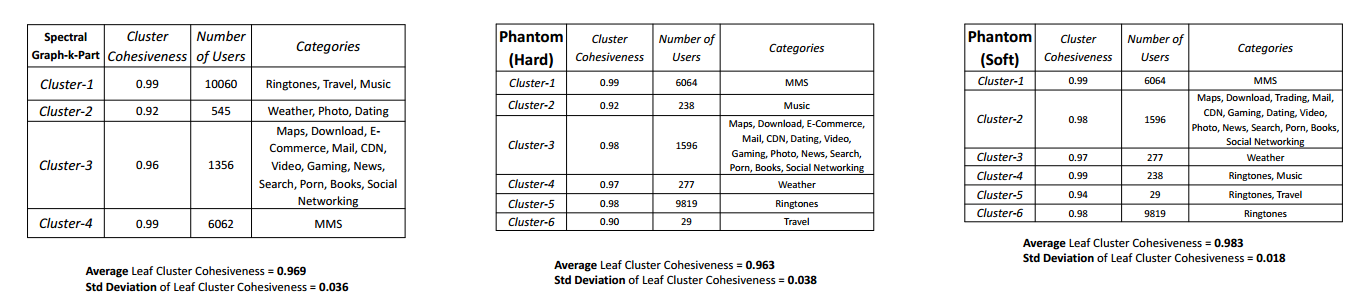 Spectral Graph-k-Part Cluster Cohesiveness Number of Users Categories
Cluster-1 0.99 10060 Ringtones, Travel, Music
Cluster-2 0.92 545 Weather, Photo, Dating
Cluster-3 0.96 1356 Maps, Download, E-
Commerce, Mail, CDN,
Video, Gaming, News,
Search, Porn, Books, Social
Networking
Cluster-4 0.99 6062 MMS
Average Leaf Cluster Cohesiveness = 0.969
Std Deviation of Leaf Cluster Cohesiveness = 0.036
Phantom (Hard) Cluster Cohesiveness Number of Users Categories
Cluster-1 0.99 6064 MMS
Cluster-2 0.92 238 Music
Cluster-3 0.98 1596 Maps, Download, E-Commerce,
Mail, CDN, Dating, Video,
Gaming, Photo, News, Search,
Porn, Books, Social Networking
Cluster-4 0.97 277 Weather
Cluster-5 0.98 9819 Ringtones
Cluster-6 0.90 29 Travel
Average Leaf Cluster Cohesiveness = 0.963
Std Deviation of Leaf Cluster Cohesiveness = 0.038
Phantom (Soft) Cluster Cohesiveness Number of Users Categories
Cluster-1 0.99 6064 MMS
Cluster-2 0.98 1596 Maps, Download, Trading, Mail,
CDN, Gaming, Dating, Video,
Photo, News, Search, Porn, Books,
Social Networking
Cluster-3 0.97 277 Weather
Cluster-4 0.99 238 Ringtones, Music
Cluster-5 0.94 29 Ringtones, Travel
Cluster-6 0.98 9819 Ringtones
Average Leaf Cluster Cohesiveness = 0.983
Std Deviation of Leaf Cluster Cohesiveness = 0.018